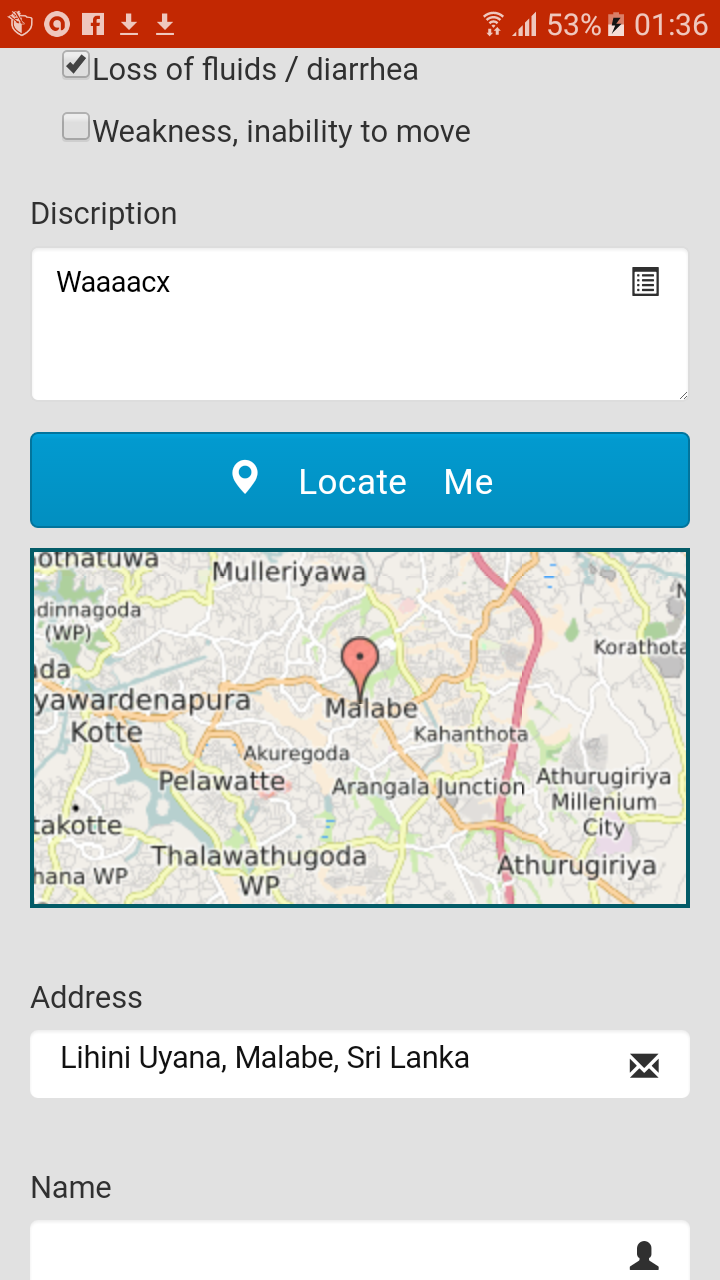 53% 01:36
Loss of fluids / diarrhea
Weakness, inability to move
Discription
Waaaacx
Locate Me
othatuwa
Mulleriyawa
dinnagoda
(WP)
Korathota
da
yawardenapura
Kotte
Malabe
Kahanthota
Akuregoda
Pelawatte
Arangala Junction
Athurugiriya
Millenium
City
takotte
Thalawathugoda
WP
hana WP
Athurugiriya
Address
Lihini Uyana, Malabe, Sri Lanka
Name